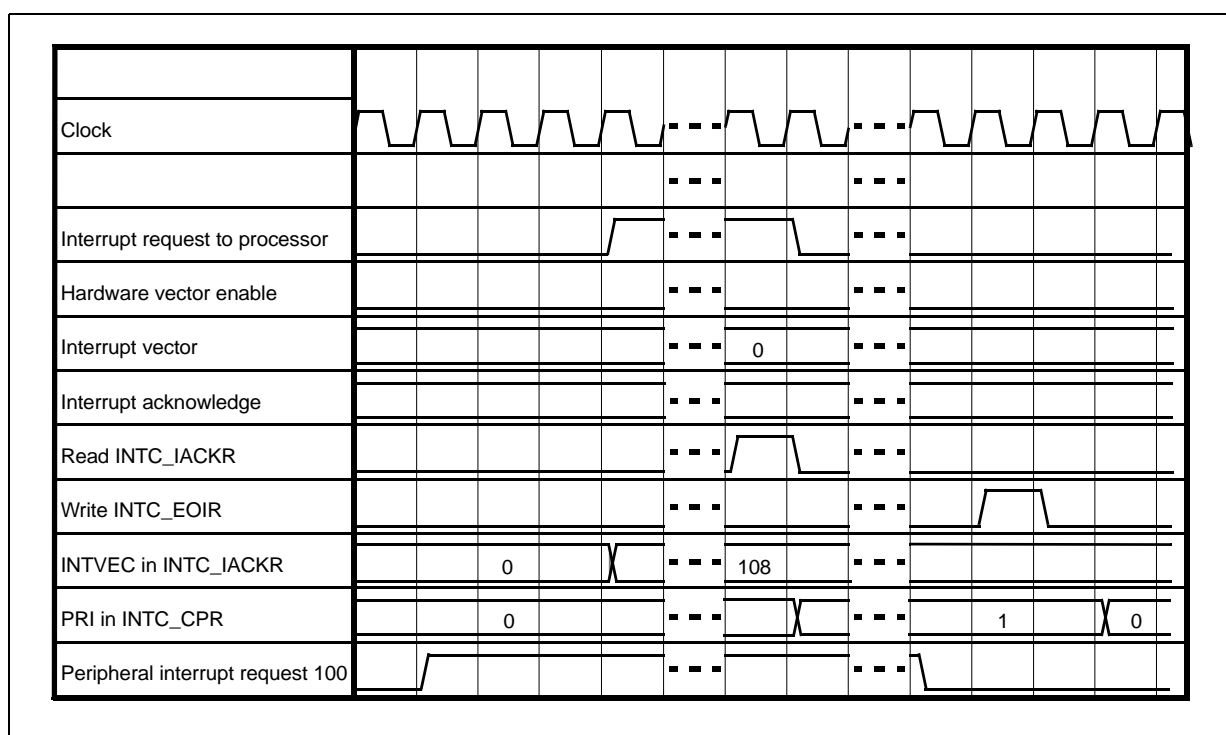 Clock
Interrupt request to processor
Hardware vector enable
Interrupt vector
0
Interrupt acknowledge
Read INTC_IACKR
Write INTC_EOIR
INTVEC in INTC_IACKR
0
108
PRI in INTC_CPR
0
1
0
Peripheral interrupt request 100